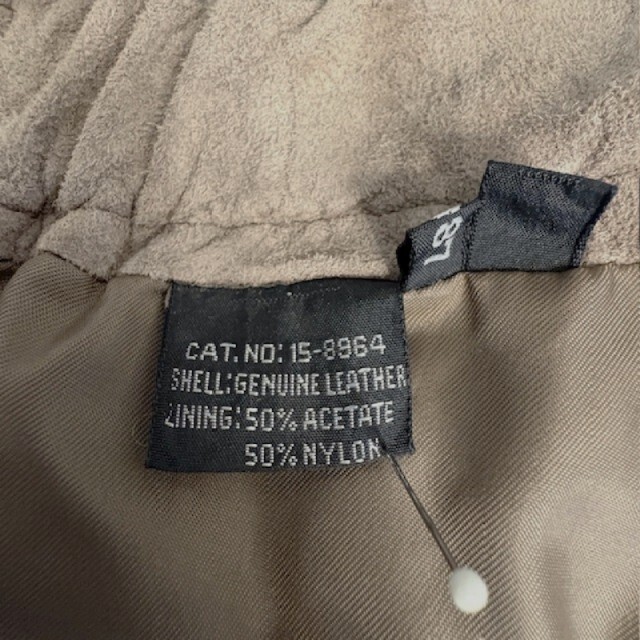 CAT. NO: 15-8964
SHELL: GENUINE LEATHER
LINING: 50% ACETATE
50% NYLON